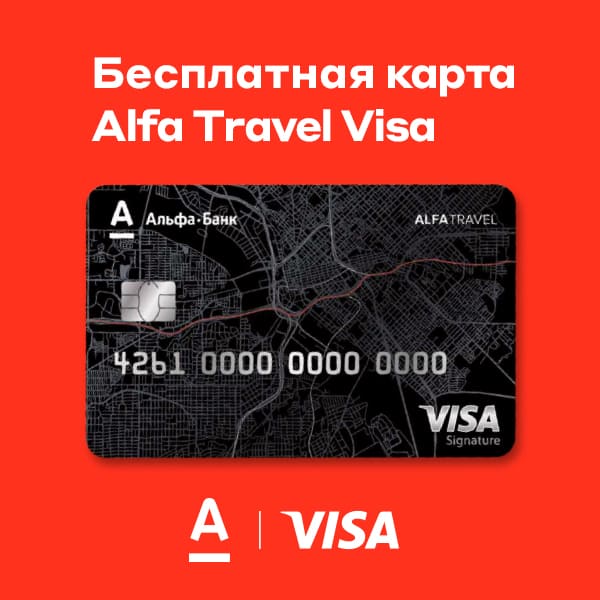 Бесплатная карта
Alfa Travel Visa
А Альфа·Банк
ALFATRAVEL
4261 0000 0000 0000
VISA
Signature
А | VISA